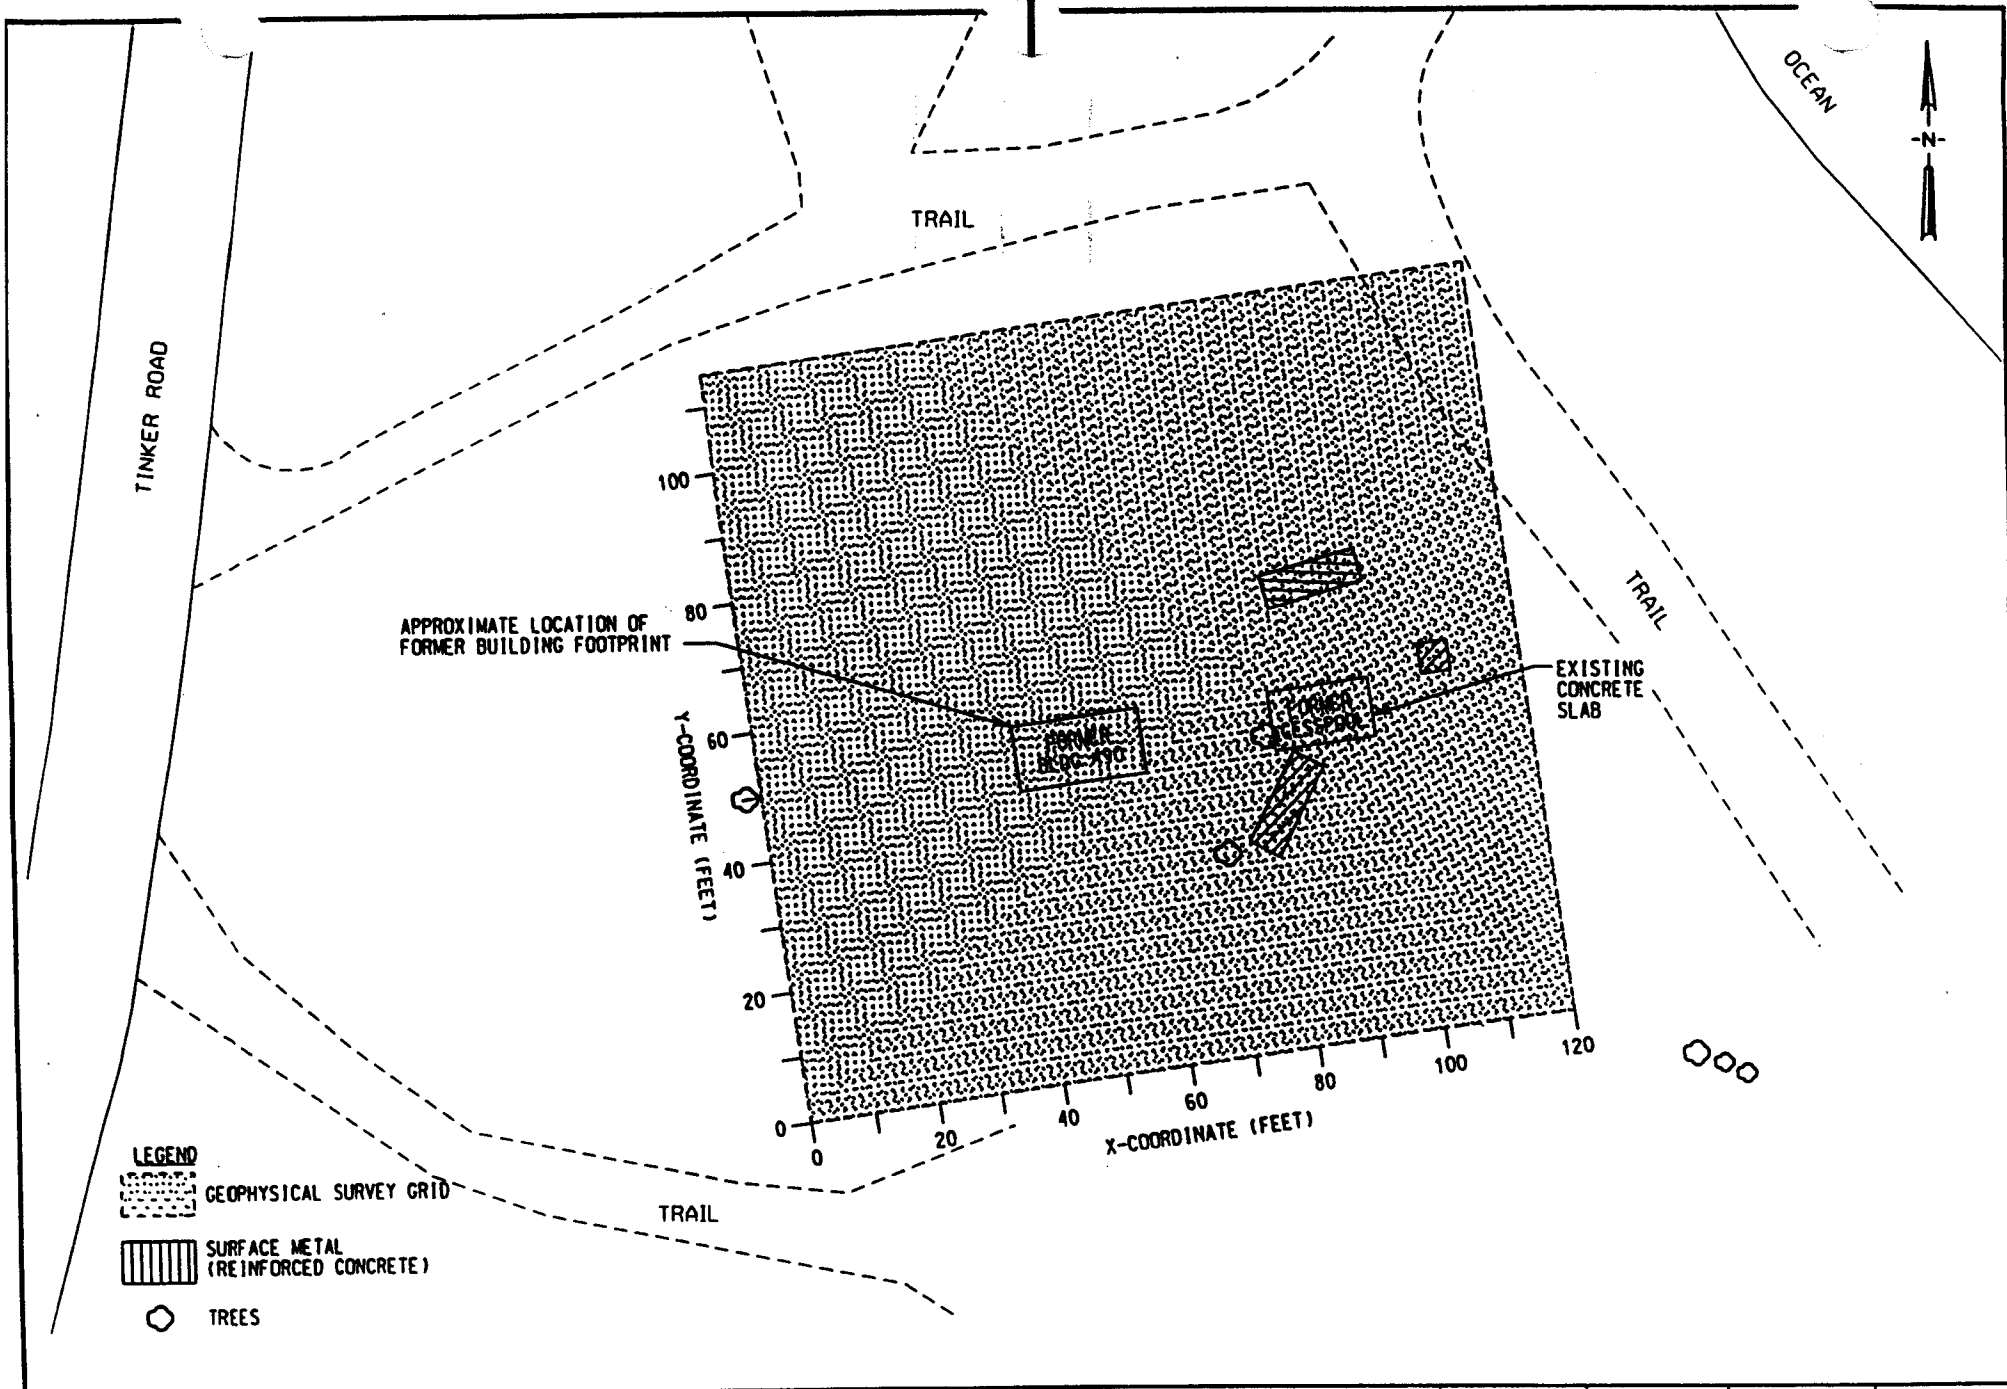 OCEAN
-N-
TRAIL
TINKER ROAD
100
80
60
40
20
0
Y-COORDINATE (FEET)
APPROXIMATE LOCATION OF
FORMER BUILDING FOOTPRINT
FORMER
BLDG 490
FORMER
CESSPOOL
EXISTING
CONCRETE
SLAB
TRAIL
0
20
40
60
80
100
120
X-COORDINATE (FEET)
TRAIL
LEGEND
GEOPHYSICAL SURVEY GRID
SURFACE METAL
(REINFORCED CONCRETE)
TREES